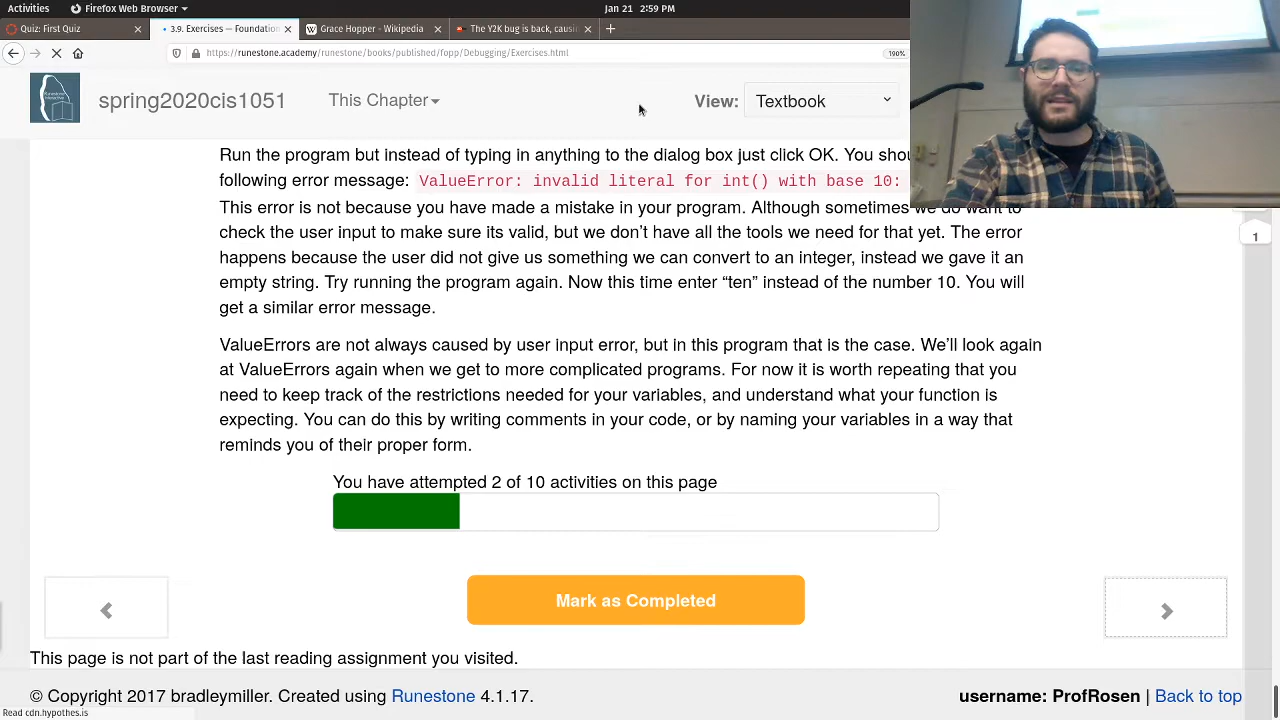 Activities
Firefox Web Browser
Jan 21 2:59 PM
Quiz: First Quiz
3.9. Exercises — Foundation
Grace Hopper - Wikipedia
The Y2K bug is back, causin
https://runestone.academy/runestone/books/published/fopp/Debugging/Exercises.html
190%
spring2020cis1051
This Chapter
View:
Textbook
Run the program but instead of typing in anything to the dialog box just click OK. You
following error message: ValueError: invalid literal for int() with base 10:
This error is not because you have made a mistake in your program. Although sometimes we do want to
check the user input to make sure its valid, but we don’t have all the tools we need for that yet. The error
happens because the user did not give us something we can convert to an integer, instead we gave it an
empty string. Try running the program again. Now this time enter “ten” instead of the number 10. You will
get a similar error message.
ValueErrors are not always caused by user input error, but in this program that is the case. We’ll look again
at ValueErrors again when we get to more complicated programs. For now it is worth repeating that you
need to keep track of the restrictions needed for your variables, and understand what your function is
expecting. You can do this by writing comments in your code, or by naming your variables in a way that
reminds you of their proper form.
1
You have attempted 2 of 10 activities on this page
Mark as Completed
This page is not part of the last reading assignment you visited.
© Copyright 2017 bradleymiller. Created using Runestone 4.1.17.
username: ProfRosen | Back to top
Read cdn.hypothes.is